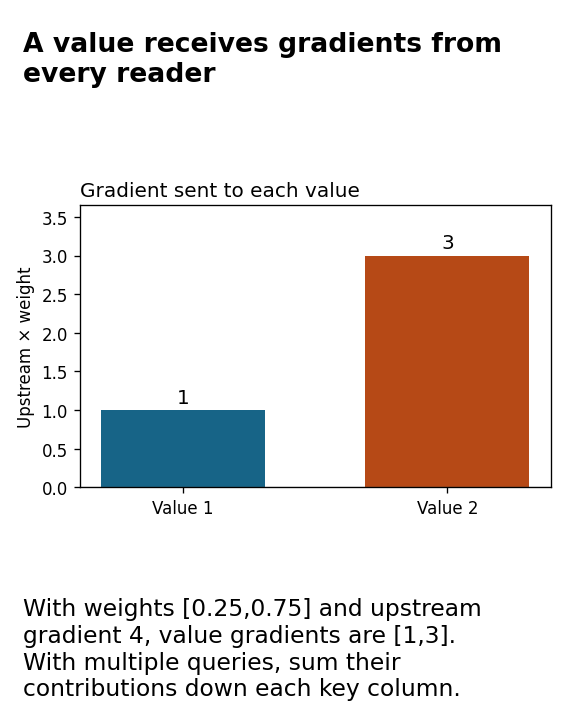 A value receives gradients from
every reader
Gradient sent to each value
3.5
3.0
2.5
2.0
1.5
1.0
0.5
0.0
Upstream × weight
1
3
Value 1
Value 2
With weights [0.25,0.75] and upstream
gradient 4, value gradients are [1,3].
With multiple queries, sum their
contributions down each key column.